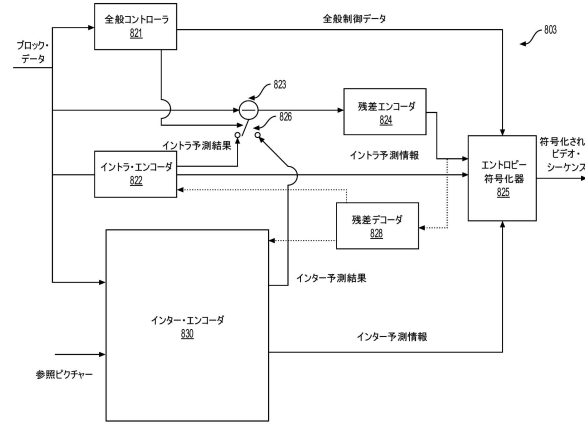 全般コントローラ
821
全般制御データ
803
ブロック・
データ
823
826
残差エンコーダ
824
イントラ予測結果
イントラ予測情報
イントラ・エンコーダ
822
エントロピー
符号化器
825
符号化され
ビデオ・
シーケンス
残差デコーダ
828
インター予測結果
インター・エンコーダ
830
インター予測情報
参照ピクチャー